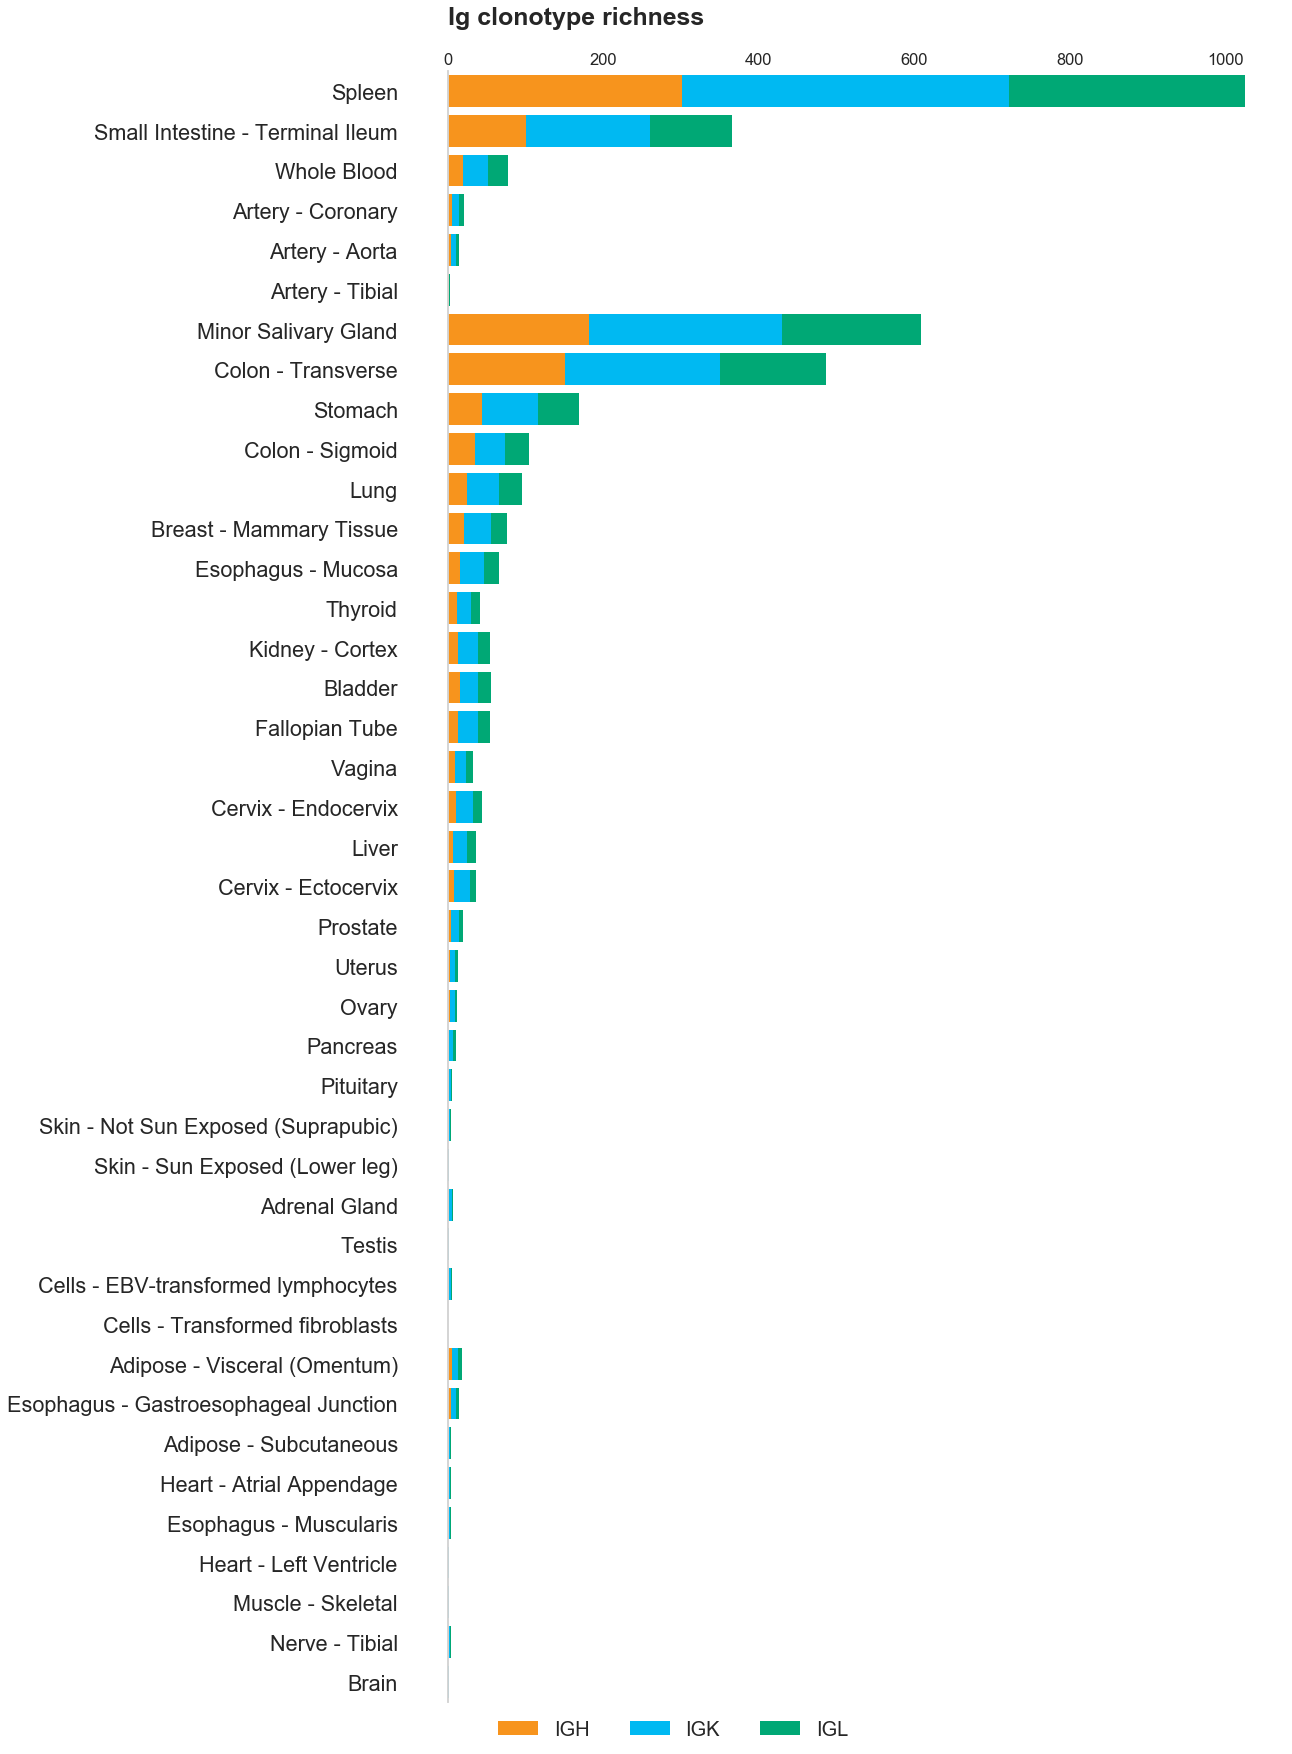 Ig clonotype richness
0 200 400 600 800 1000
Spleen
Small Intestine - Terminal Ileum
Whole Blood
Artery - Coronary
Artery - Aorta
Artery - Tibial
Minor Salivary Gland
Colon - Transverse
Stomach
Colon - Sigmoid
Lung
Breast - Mammary Tissue
Esophagus - Mucosa
Thyroid
Kidney - Cortex
Bladder
Fallopian Tube
Vagina
Cervix - Endocervix
Liver
Cervix - Ectocervix
Prostate
Uterus
Ovary
Pancreas
Pituitary
Skin - Not Sun Exposed (Suprapubic)
Skin - Sun Exposed (Lower leg)
Adrenal Gland
Testis
Cells - EBV-transformed lymphocytes
Cells - Transformed fibroblasts
Adipose - Visceral (Omentum)
Esophagus - Gastroesophageal Junction
Adipose - Subcutaneous
Heart - Atrial Appendage
Esophagus - Muscularis
Heart - Left Ventricle
Muscle - Skeletal
Nerve - Tibial
Brain
IGH IGK IGL